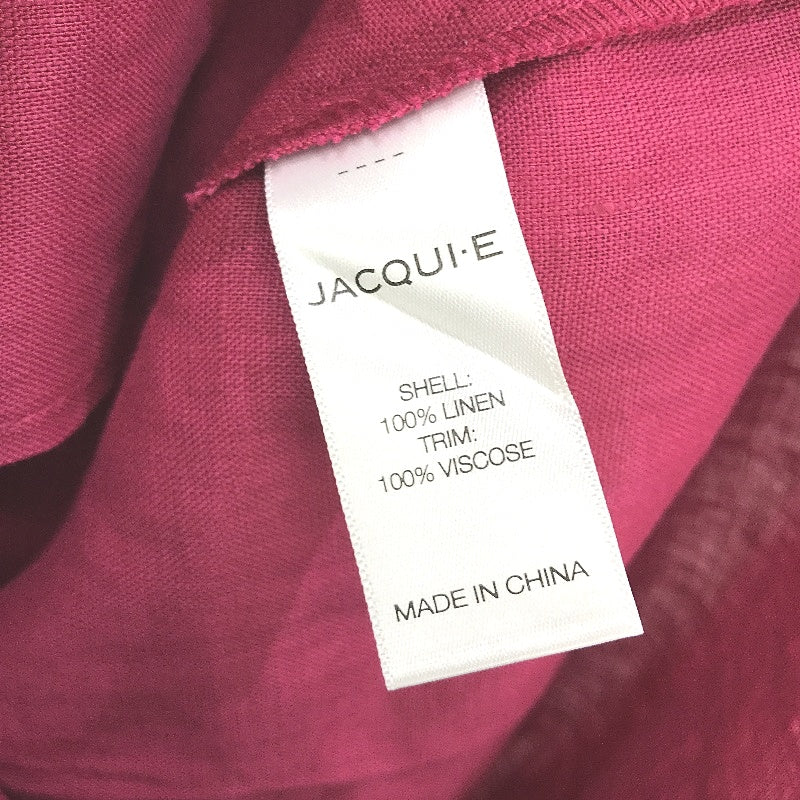 JACQUI·E
SHELL:
100% LINEN
TRIM:
100% VISCOSE
MADE IN CHINA